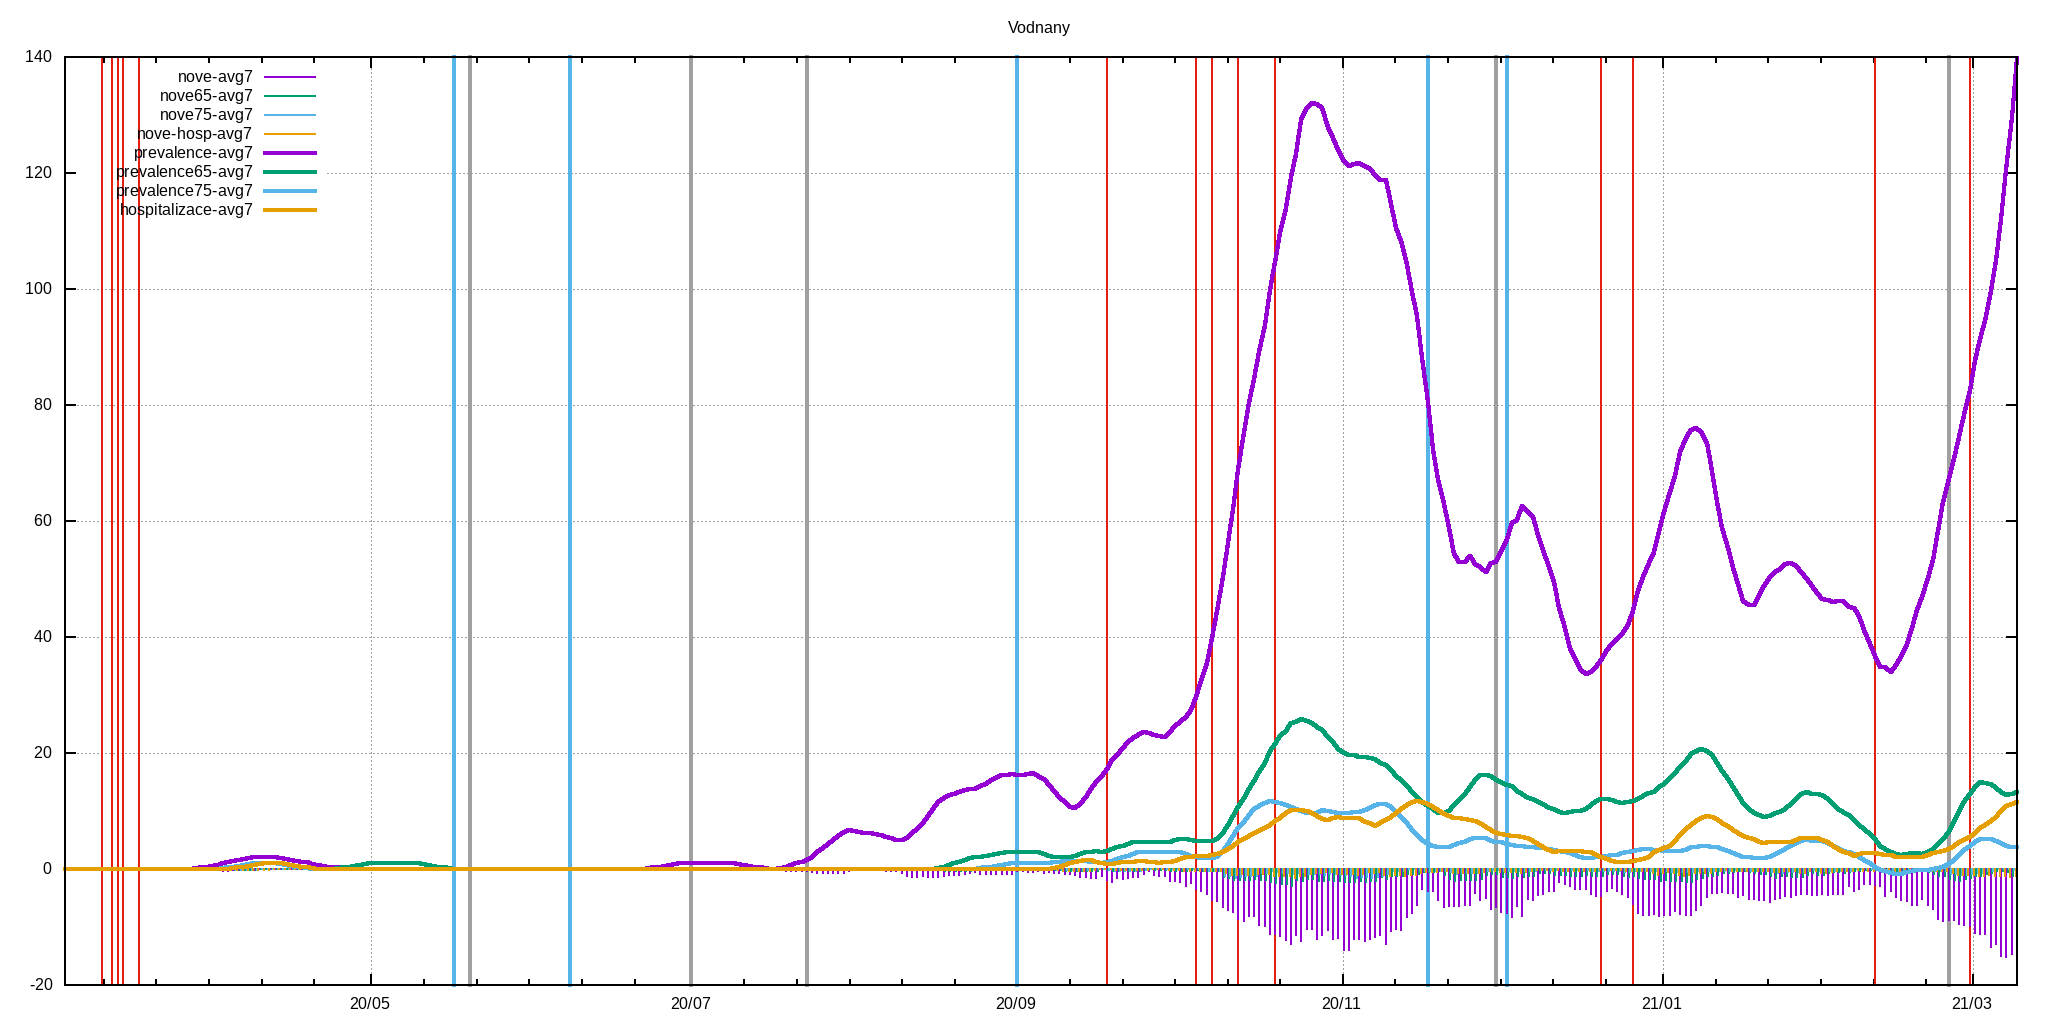 Vodnany
140
120
100
80
60
40
20
0
-20
nove-avg7
nove65-avg7
nove75-avg7
nove-hosp-avg7
prevalence-avg7
prevalence65-avg7
prevalence75-avg7
hospitalizace-avg7
20/05 20/07 20/09 20/11 21/01 21/03